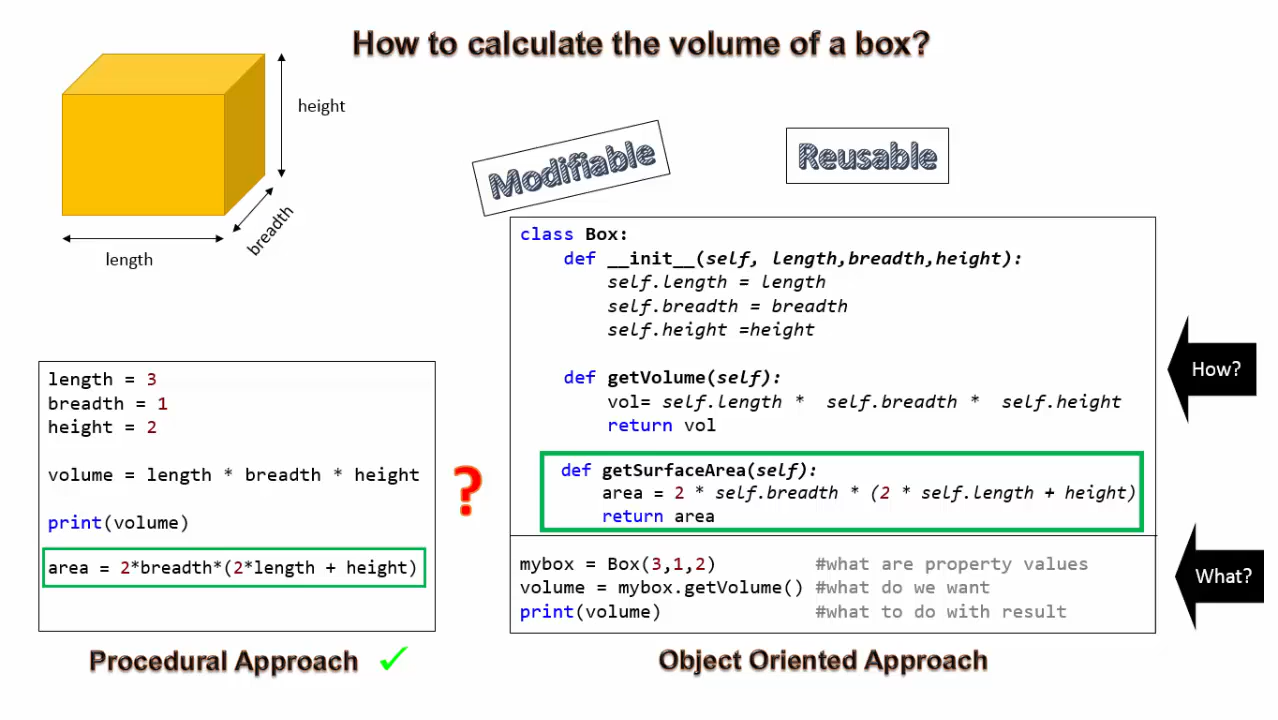 How to calculate the volume of a box?
height
breadth
length
Modifiable
Reusable
length = 3
breadth = 1
height = 2
volume = length * breadth * height
print(volume)
area = 2*breadth*(2*length + height)
Procedural Approach
?
class Box:
def __init__(self, length,breadth,height):
self.length = length
self.breadth = breadth
self.height =height
def getVolume(self):
vol= self.length * self.breadth * self.height
return vol
def getSurfaceArea(self):
area = 2 * self.breadth * (2 * self.length + height)
return area
mybox = Box(3,1,2) #what are property values
volume = mybox.getVolume() #what do we want
print(volume) #what to do with result
Object Oriented Approach
How?
What?